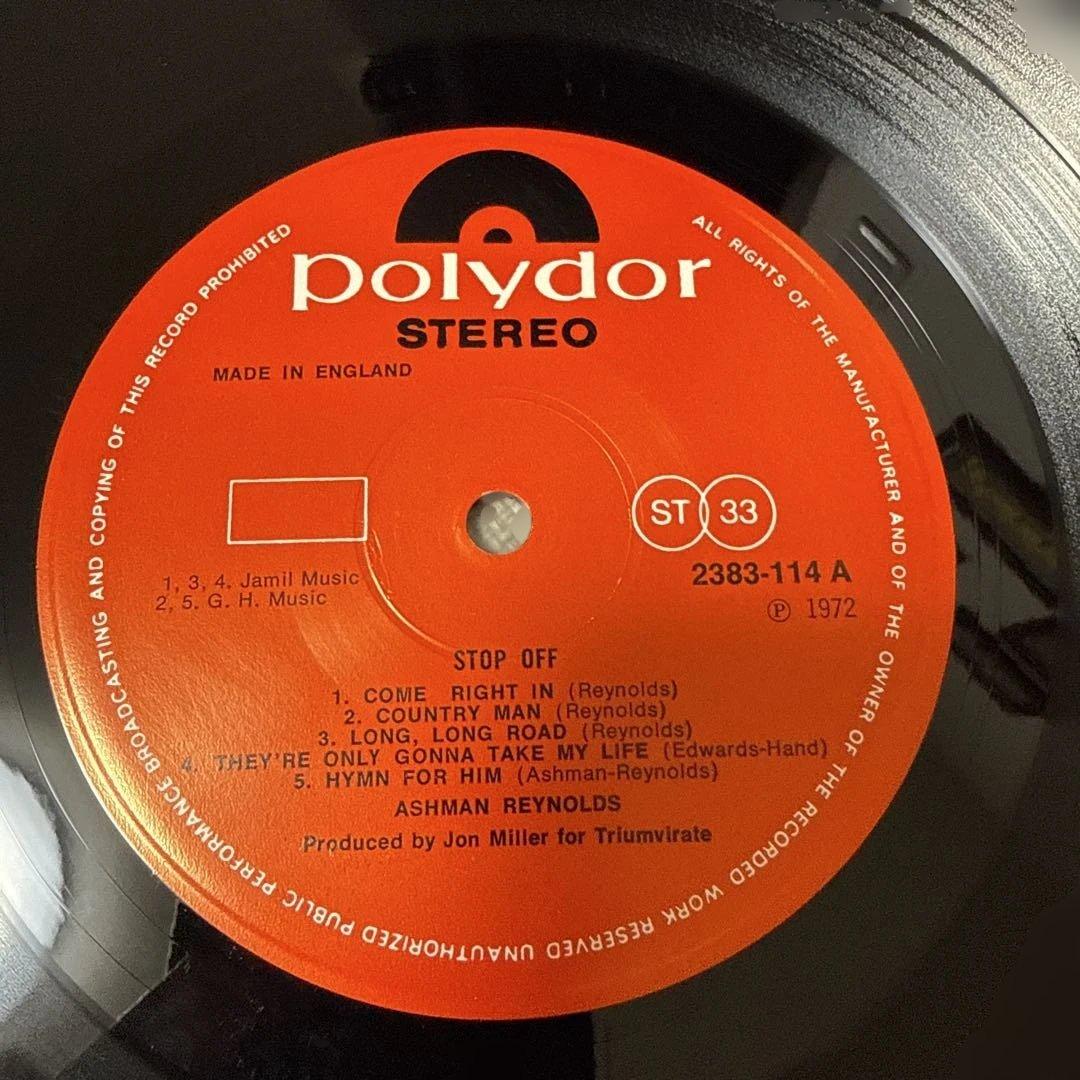 polydor
STEREO
MADE IN ENGLAND
ST 33
2383-114 A
℗ 1972
1, 3, 4. Jamil Music
2, 5. G. H. Music
STOP OFF
1. COME RIGHT IN (Reynolds)
2. COUNTRY MAN (Reynolds)
3. LONG, LONG ROAD (Reynolds)
4. THEY'RE ONLY GONNA TAKE MY LIFE (Edwards-Hand)
5. HYMN FOR HIM (Ashman-Reynolds)
ASHMAN REYNOLDS
Produced by Jon Miller for Triumvirate
ALL RIGHTS OF THE MANUFACTURER AND OF THE OWNER OF THE RECORDED WORK RESERVED UNAUTHORIZED PUBLIC PERFORMANCE BROADCASTING AND COPYING OF THIS RECORD PROHIBITED